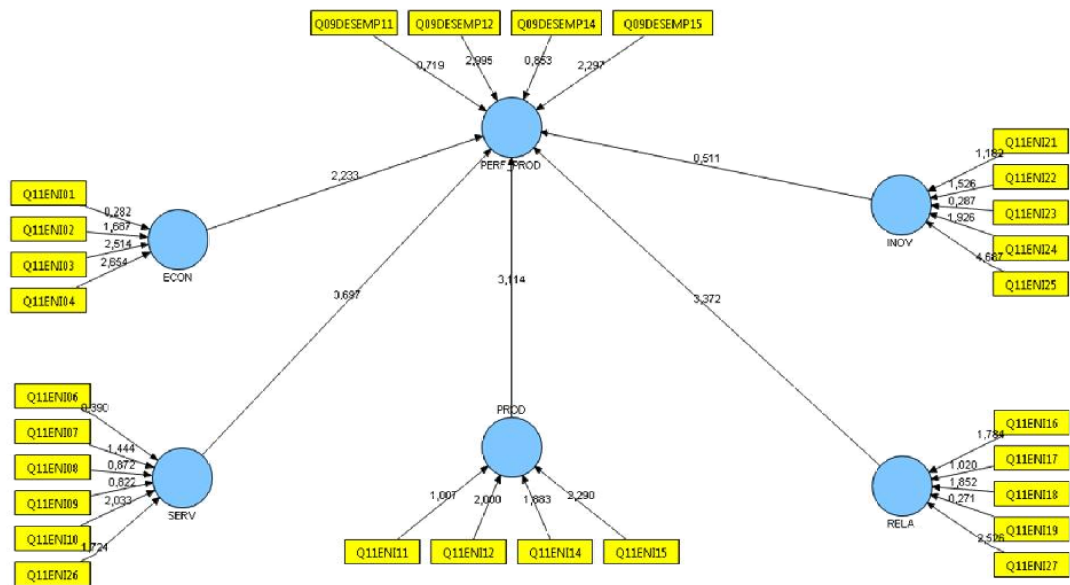 Q09DESEMP11
Q09DESEMP12
Q09DESEMP14
Q09DESEMP15
0,719
2,995
0,853
2,297
PERF_PROD
Q11ENI01
Q11ENI02
Q11ENI03
Q11ENI04
0,282
1,687
2,514
2,654
ECON
2,233
0,511
Q11ENI21
Q11ENI22
Q11ENI23
Q11ENI24
Q11ENI25
1,182
1,526
0,287
1,926
4,687
INOV
3,697
3,114
3,372
Q11ENI06
Q11ENI07
Q11ENI08
Q11ENI09
Q11ENI10
Q11ENI26
0,390
1,444
0,872
0,822
2,033
1,724
SERV
PROD
1,007
2,000
1,883
2,290
Q11ENI11
Q11ENI12
Q11ENI14
Q11ENI15
Q11ENI16
Q11ENI17
Q11ENI18
Q11ENI19
Q11ENI27
1,784
1,020
1,852
0,271
2,526
RELA